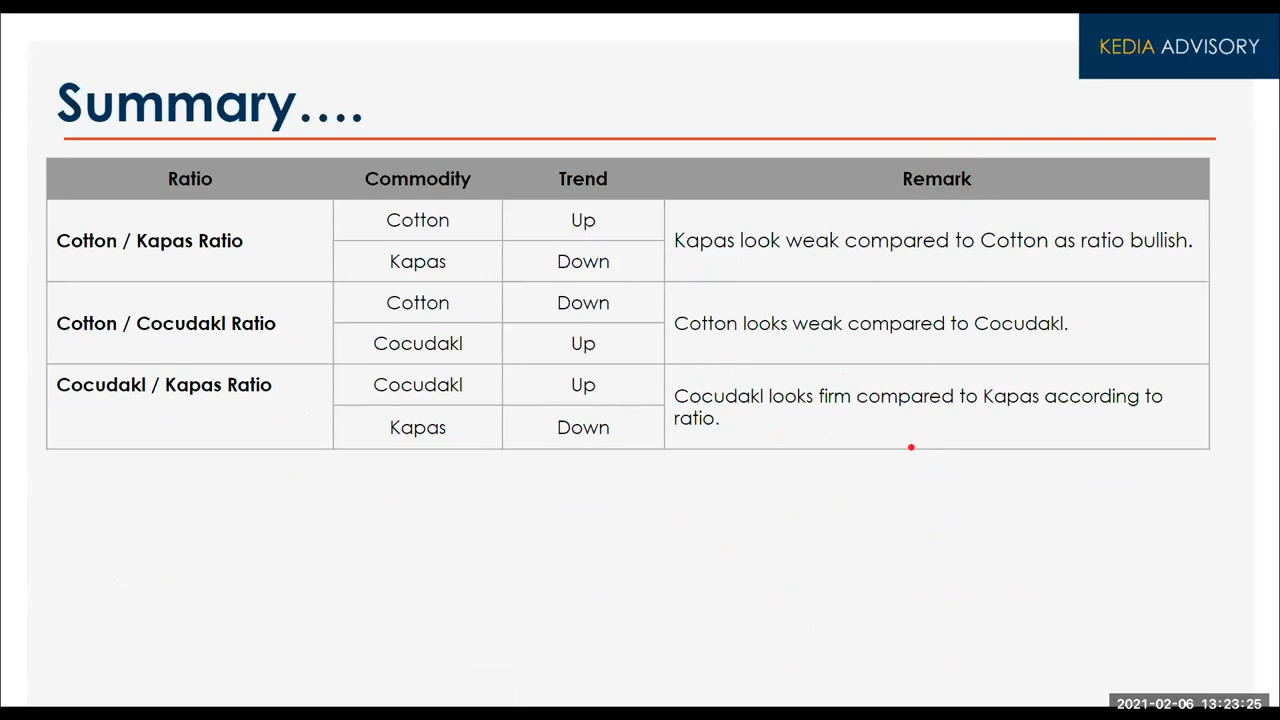 KEDIA ADVISORY
Summary....
Ratio Commodity Trend Remark
Cotton / Kapas Ratio
Cotton Up
Kapas Down
Kapas look weak compared to Cotton as ratio bullish.
Cotton / Cocudakl Ratio
Cotton Down
Cocudakl Up
Cotton looks weak compared to Cocudakl.
Cocudakl / Kapas Ratio
Cocudakl Up
Kapas Down
Cocudakl looks firm compared to Kapas according to
ratio.
2021-02-06 13:23:25